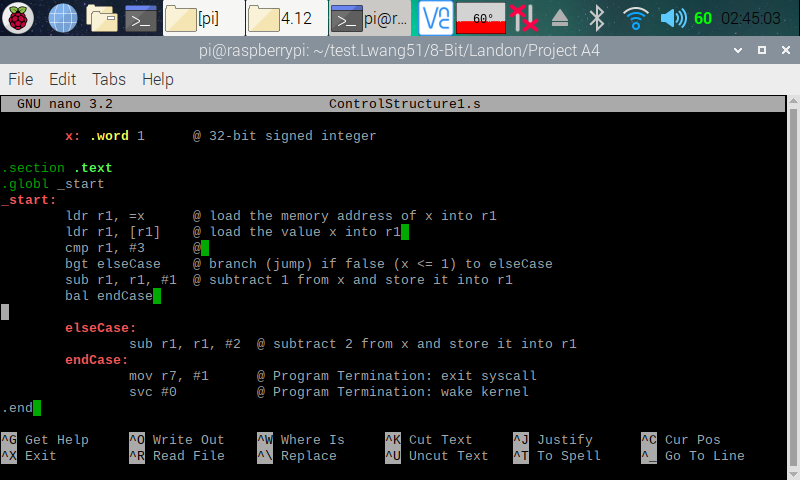 [pi]
4.12
pi@r...
60°
60
02:45:03
pi@raspberrypi: ~/test.Lwang51/8-Bit/Landon/Project A4
File Edit Tabs Help
GNU nano 3.2 ControlStructure1.s
x: .word 1 @ 32-bit signed integer
.section .text
.globl _start
_start:
ldr r1, =x @ load the memory address of x into r1
ldr r1, [r1] @ load the value x into r1
cmp r1, #3 @
bgt elseCase @ branch (jump) if false (x <= 1) to elseCase
sub r1, r1, #1 @ subtract 1 from x and store it into r1
bal endCase
elseCase:
sub r1, r1, #2 @ subtract 2 from x and store it into r1
endCase:
mov r7, #1 @ Program Termination: exit syscall
svc #0 @ Program Termination: wake kernel
.end
^G Get Help ^O Write Out ^W Where Is ^K Cut Text ^J Justify ^C Cur Pos
^X Exit ^R Read File ^\ Replace ^U Uncut Text ^T To Spell ^_ Go To Line